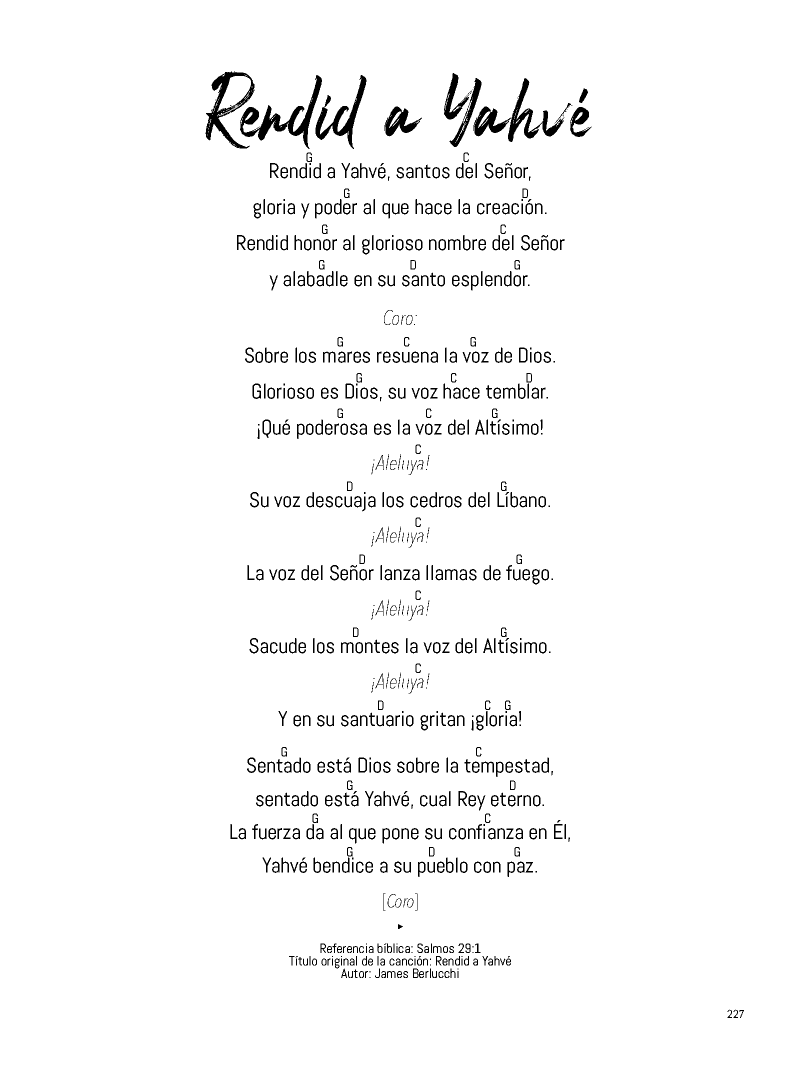 Rendid a Yahvé
G C
Rendid a Yahvé, santos del Señor,
G D
gloria y poder al que hace la creación.
G C
Rendid honor al glorioso nombre del Señor
G D G
y alabadle en su santo esplendor.
Coro:
G C G
Sobre los mares resuena la voz de Dios.
G C D
Glorioso es Dios, su voz hace temblar.
G C G
¡Qué poderosa es la voz del Altísimo!
C
¡Aleluya!
D G
Su voz descuaja los cedros del Líbano.
C
¡Aleluya!
D G
La voz del Señor lanza llamas de fuego.
C
¡Aleluya!
D G
Sacude los montes la voz del Altísimo.
C
¡Aleluya!
D C G
Y en su santuario gritan ¡gloria!
G C
Sentado está Dios sobre la tempestad,
G D
sentado está Yahvé, cual Rey eterno.
G C
La fuerza da al que pone su confianza en Él,
G D G
Yahvé bendice a su pueblo con paz.
[Coro]
Referencia bíblica: Salmos 29:1
Título original de la canción: Rendid a Yahvé
Autor: James Berlucchi
227